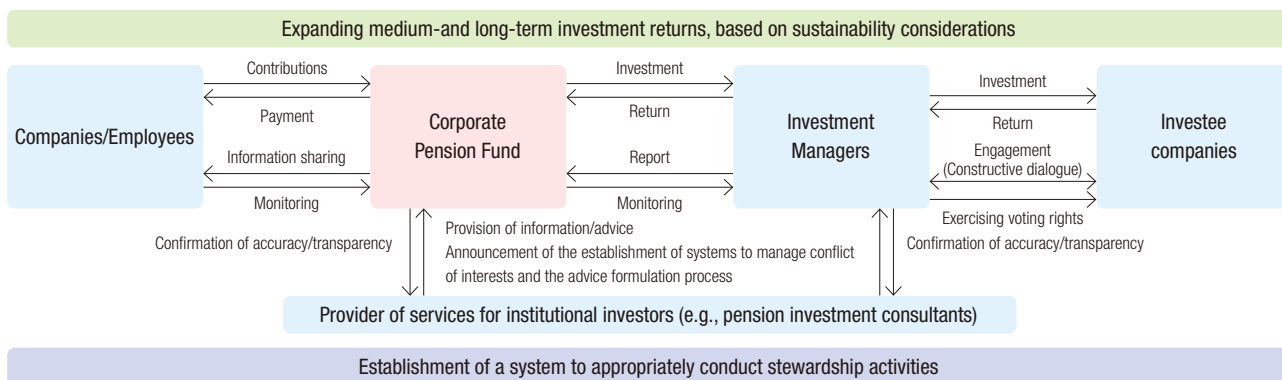 Expanding medium-and long-term investment returns, based on sustainability considerations
Contributions
Payment
Information sharing
Monitoring
Companies/Employees
Corporate
Pension Fund
Investment
Return
Report
Monitoring
Investment
Managers
Investment
Return
Engagement
(Constructive dialogue)
Exercising voting rights
Investee
companies
Confirmation of accuracy/transparency
Provision of information/advice
Announcement of the establishment of systems to manage conflict
of interests and the advice formulation process
Confirmation of accuracy/transparency
Provider of services for institutional investors (e.g., pension investment consultants)
Establishment of a system to appropriately conduct stewardship activities